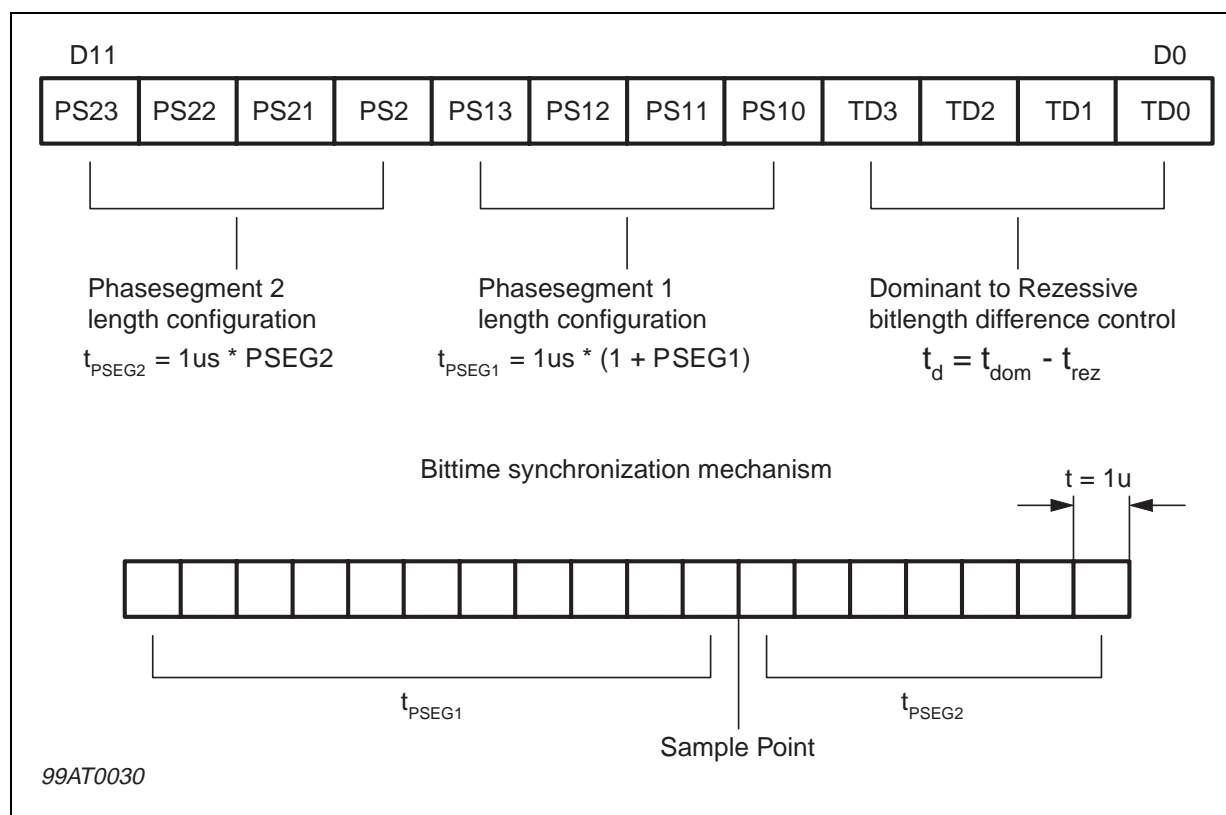 D11 D0
PS23 PS22 PS21 PS2 PS13 PS12 PS11 PS10 TD3 TD2 TD1 TD0
Phasesegment 2
length configuration
tPSEG2 = 1us * PSEG2
Phasesegment 1
length configuration
tPSEG1 = 1us * (1 + PSEG1)
Dominant to Rezessive
bitlength difference control
td = tdom - trez
Bittime synchronization mechanism
t = 1u
tPSEG1 tPSEG2
Sample Point
99AT0030